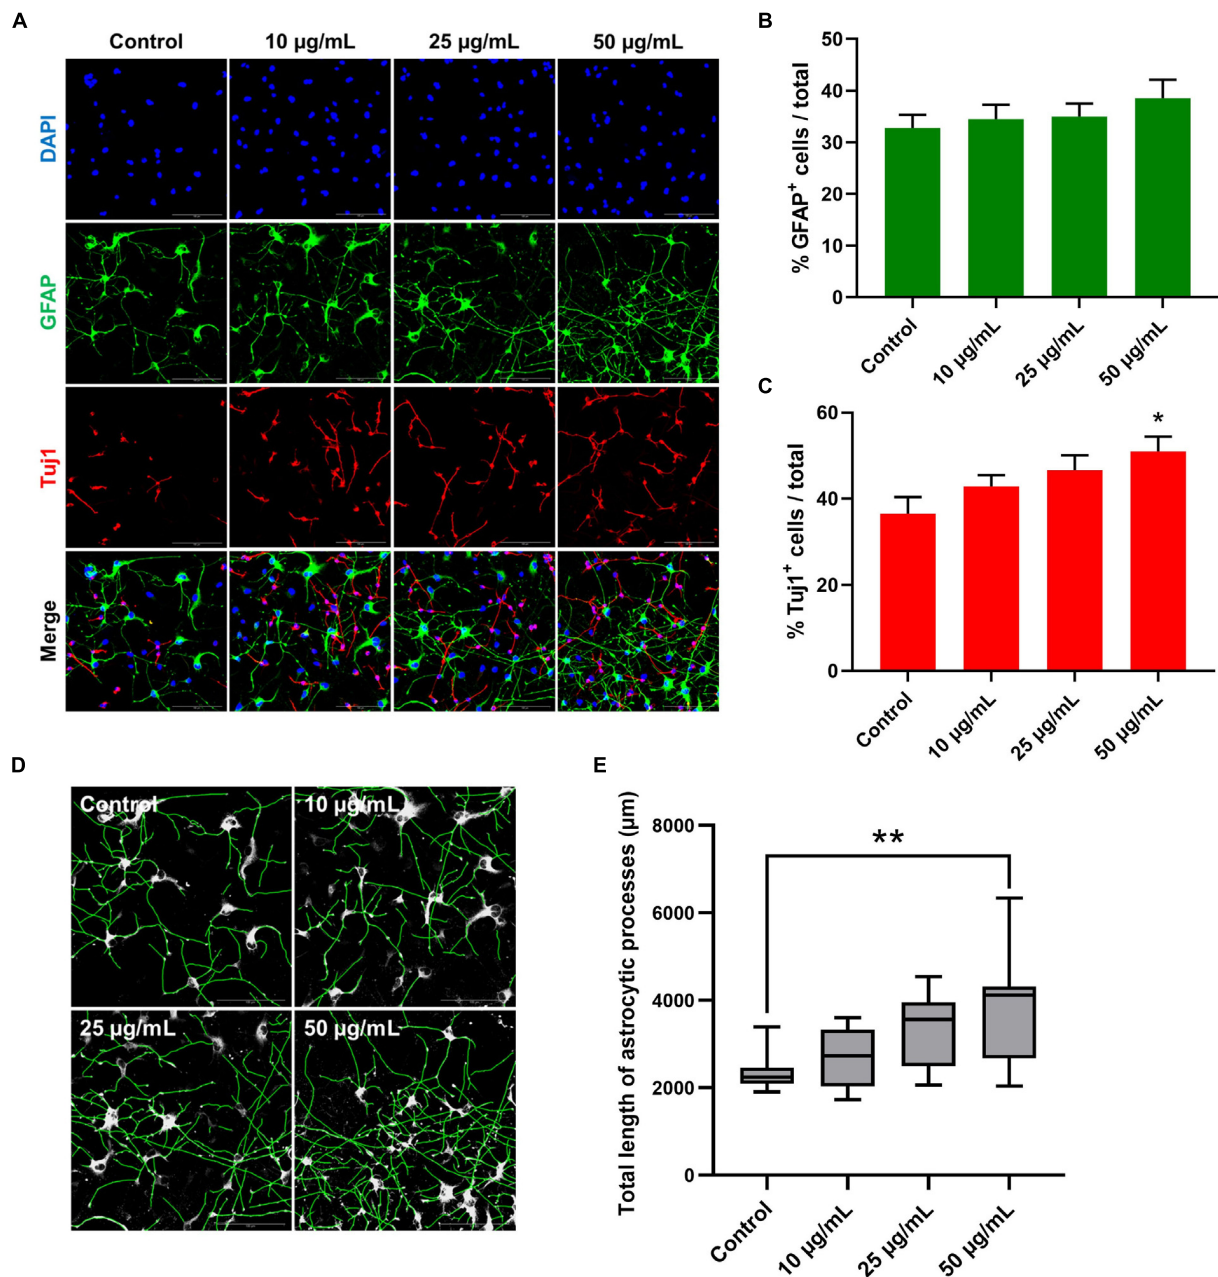 A
Control 10 µg/mL 25 µg/mL 50 µg/mL
DAPI
GFAP
Tuj1
Merge
B
% GFAP+ cells / total
50
40
30
20
10
0
Control 10 µg/mL 25 µg/mL 50 µg/mL
C
% Tuj1+ cells / total
60
40
20
0
*
Control 10 µg/mL 25 µg/mL 50 µg/mL
D
Control 10 µg/mL
25 µg/mL 50 µg/mL
E
Total length of astrocytic processes (µm)
8000
6000
4000
2000
0
**
Control 10 µg/mL 25 µg/mL 50 µg/mL